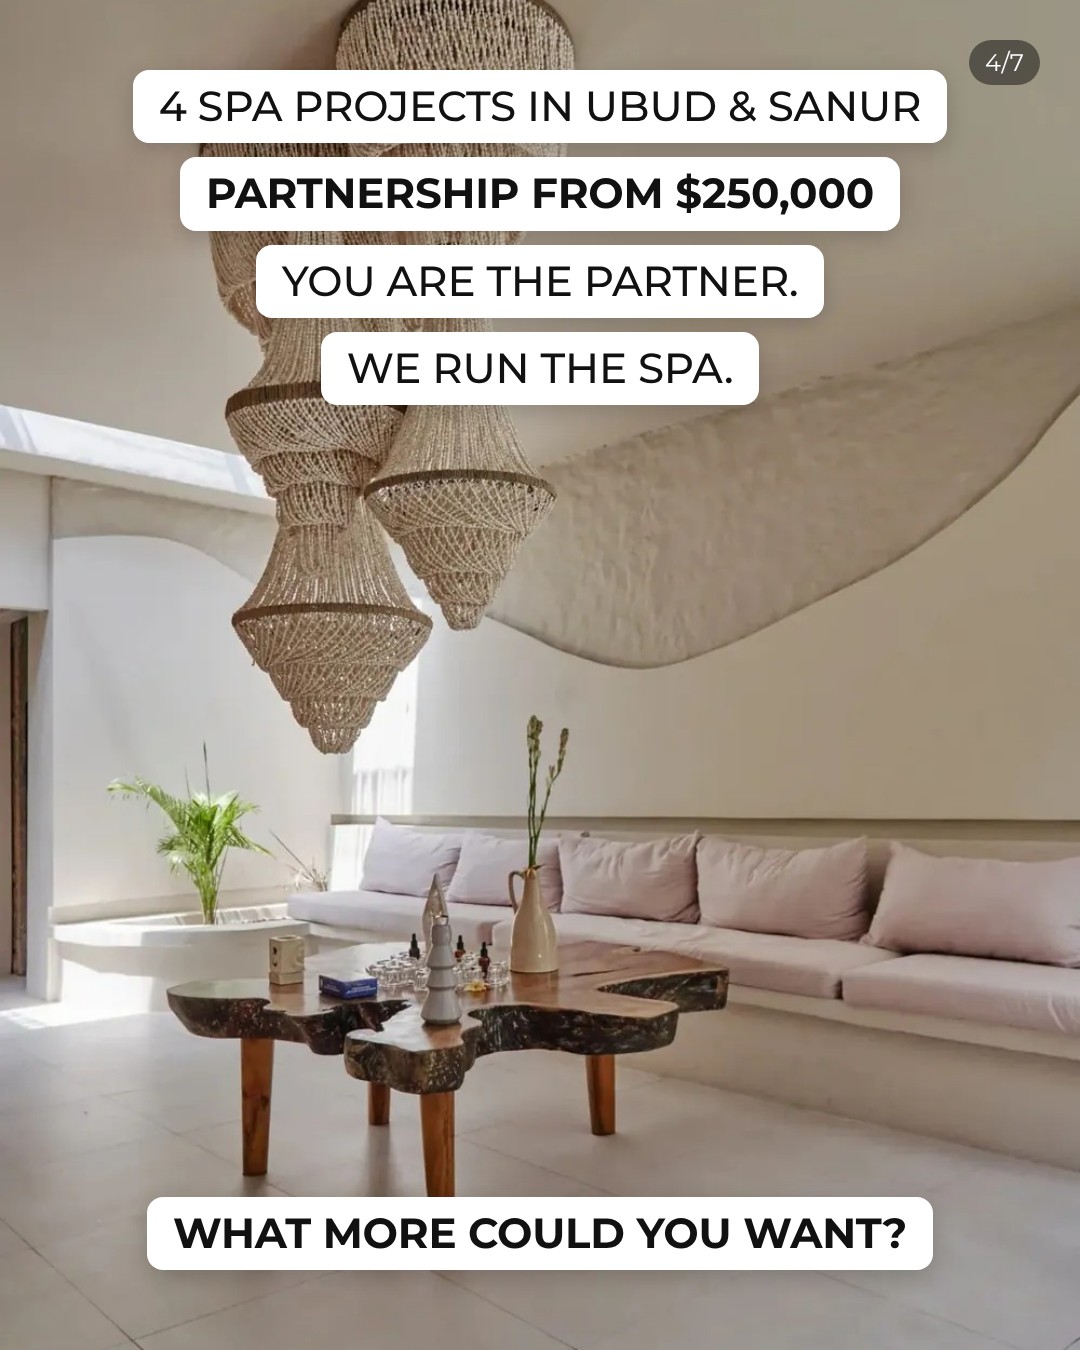 4/7
4 SPA PROJECTS IN UBUD & SANUR
PARTNERSHIP FROM $250,000
YOU ARE THE PARTNER.
WE RUN THE SPA.
WHAT MORE COULD YOU WANT?